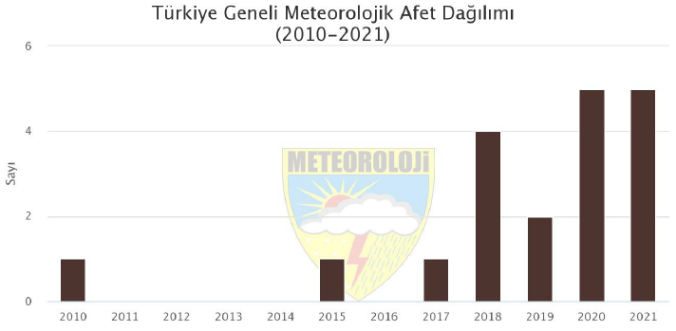 Türkiye Geneli Meteorolojik Afet Dağılımı
(2010-2021)
6
4
2
0
Sayı
METEOROLOJi
2010 2011 2012 2013 2014 2015 2016 2017 2018 2019 2020 2021